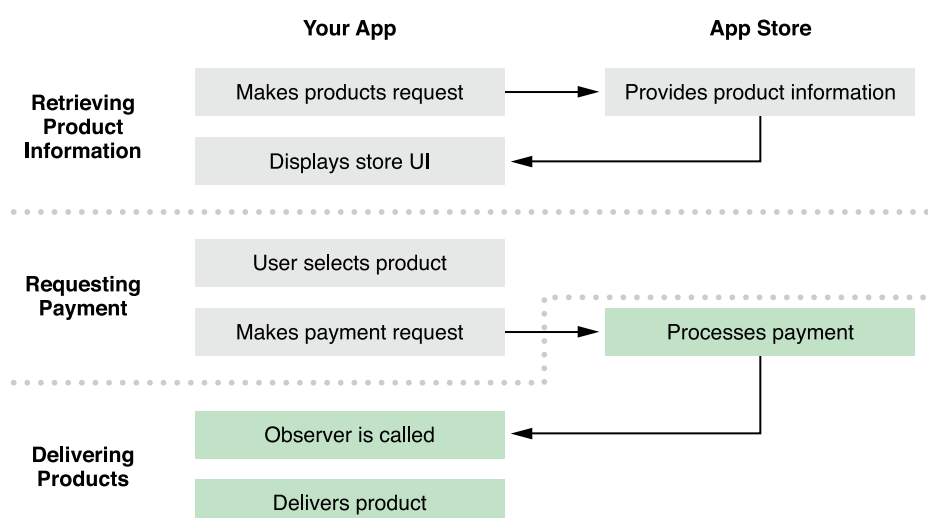 Your App
App Store
Retrieving
Product
Information
Makes products request
Provides product information
Displays store UI
Requesting
Payment
User selects product
Makes payment request
Processes payment
Delivering
Products
Observer is called
Delivers product